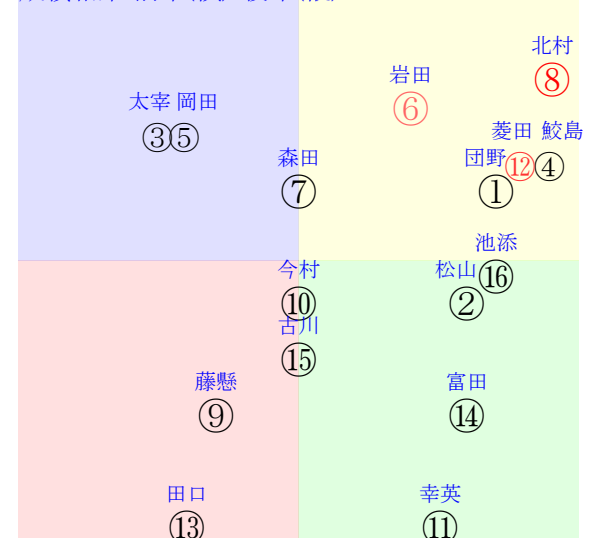 北村
岩田 ⑧
太宰 岡田 ⑥
③⑤ 菱田 鮫島
森田 団野 ⑫ ④
⑦ ①
池添
今村 松山 ⑯
⑩ ②
古川
⑮
藤懸 富田
⑨ ⑭
田口 幸英
⑬ ⑪